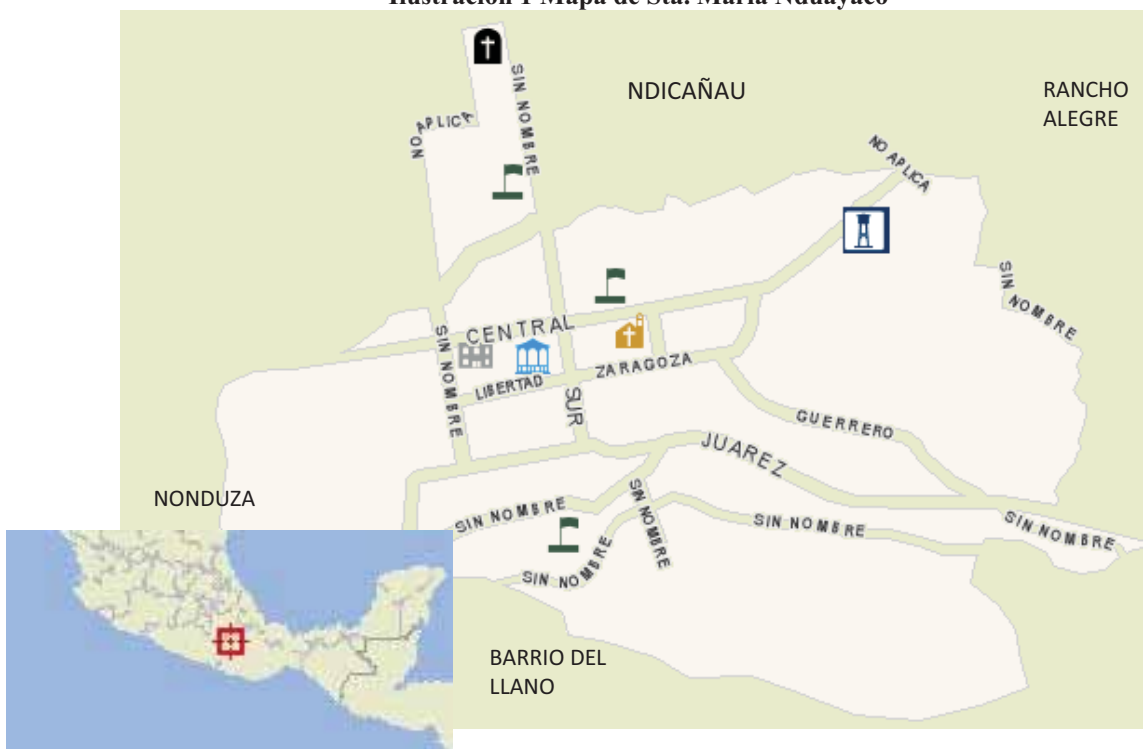 Ilustración 1 Mapa de Sta. María Nduayaco
SIN NOMBRE
NDICAÑAU
RANCHO
ALEGRE
NO APLICA
NO APLICA
SIN NOMBRE
CENTRAL
SIN NOMBRE
LIBERTAD
ZARAGOZA
SUR
GUERRERO
JUAREZ
NONDUZA
SIN NOMBRE
SIN NOMBRE
SIN NOMBRE
SIN NOMBRE
SIN NOMBRE
BARRIO DEL
LLANO